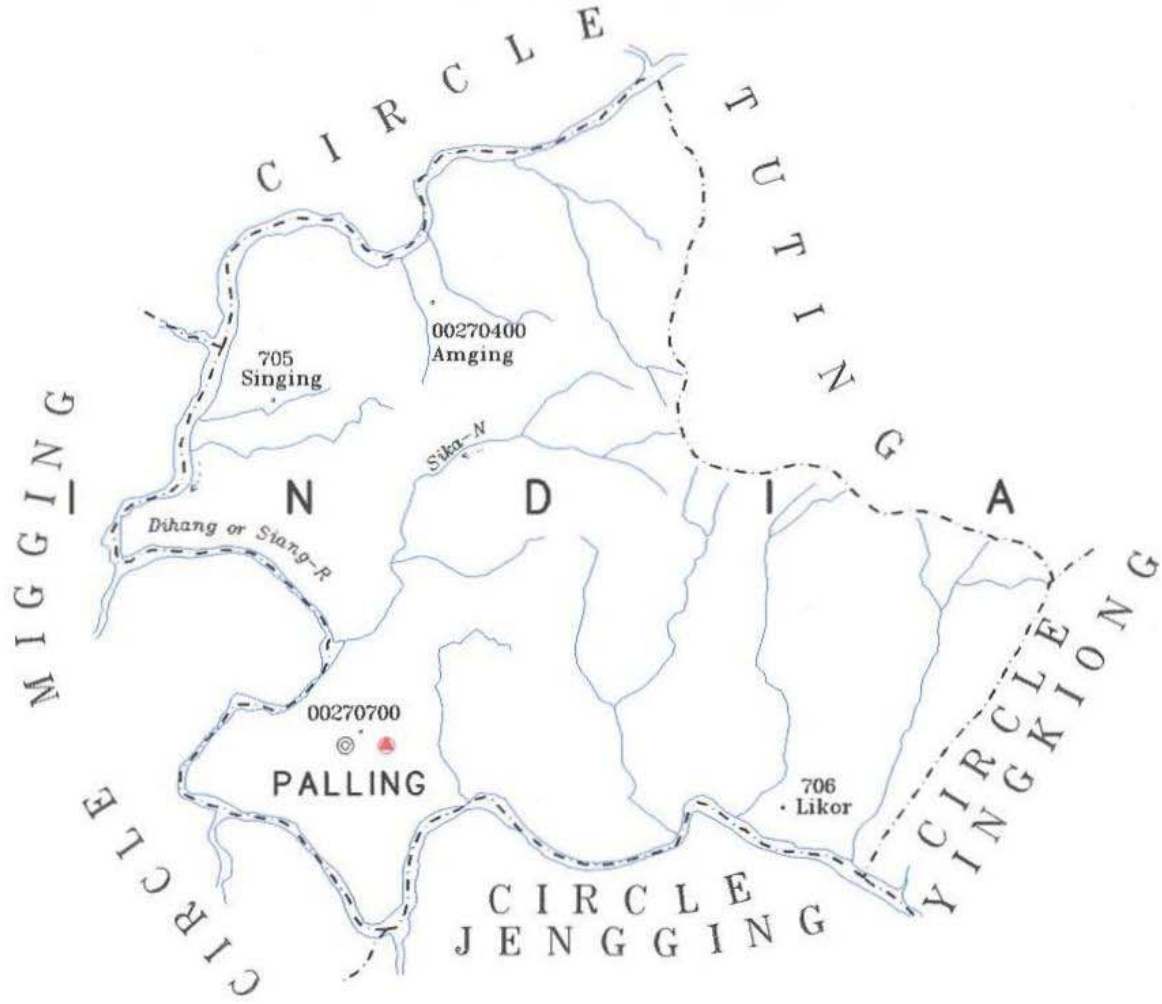 CIRCLE
TUTING
00270400
Amging
705
Singing
Sika-N
INDIA
MIGGING
Dihang or Siang-R
00270700
PALLING
706
Likor
CIRCLE
YINGKIONG
CIRCLE
CIRCLE
JENGGING